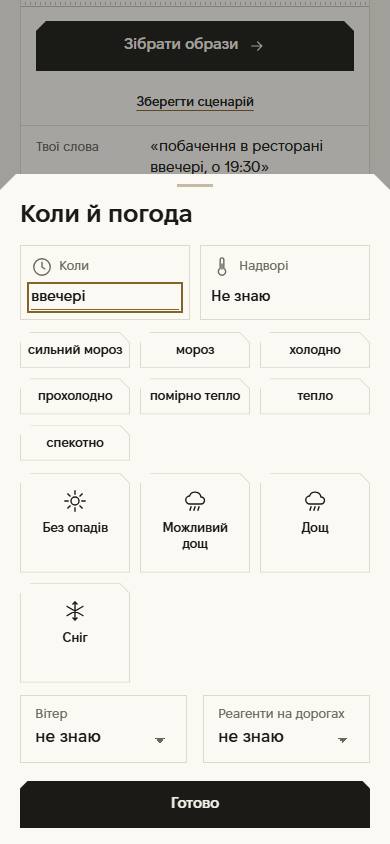 Зібрати образи →
Зберегти сценарій
Твої слова
«побачення в ресторані
ввечері, о 19:30»
Коли й погода
Коли
ввечері
Надворі
Не знаю
сильний мороз
мороз
холодно
прохолодно
помірно тепло
тепло
спекотно
Без опадів
Можливий
дощ
Дощ
Сніг
Вітер
не знаю
Реагенти на дорогах
не знаю
Готово